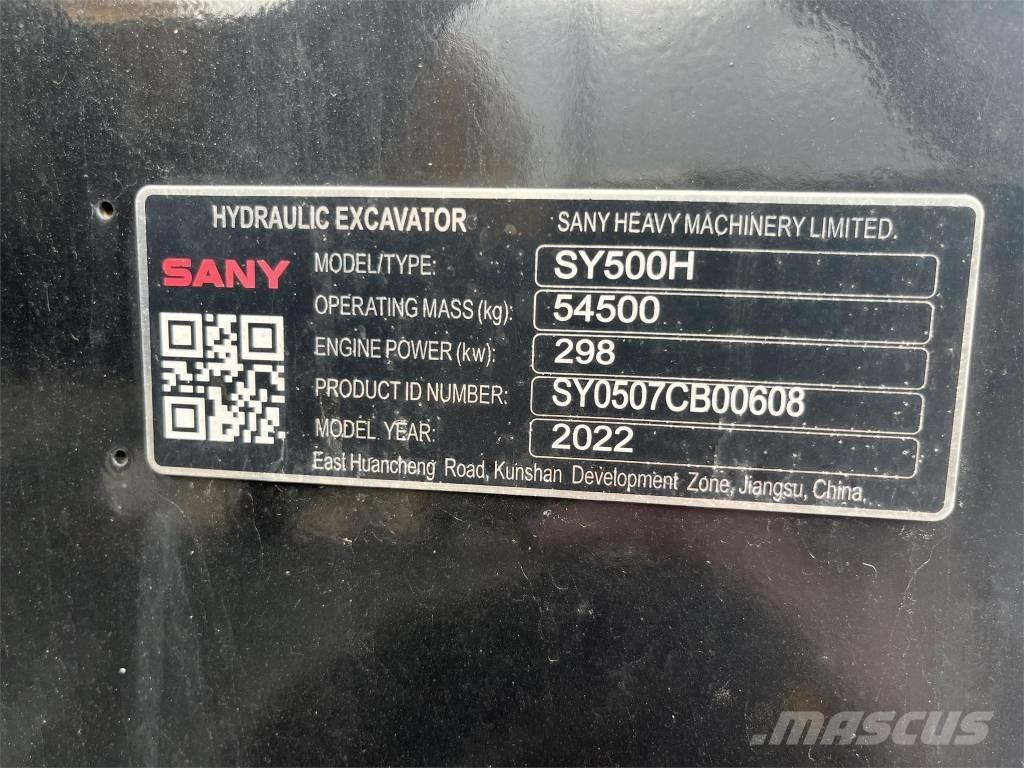 HYDRAULIC EXCAVATOR
SANY HEAVY MACHINERY LIMITED.
SANY
MODEL/TYPE: SY500H
OPERATING MASS (kg): 54500
ENGINE POWER (kw): 298
PRODUCT ID NUMBER: SY0507CB00608
MODEL YEAR: 2022
East Huancheng Road, Kunshan Development Zone, Jiangsu, China.
MASCUS